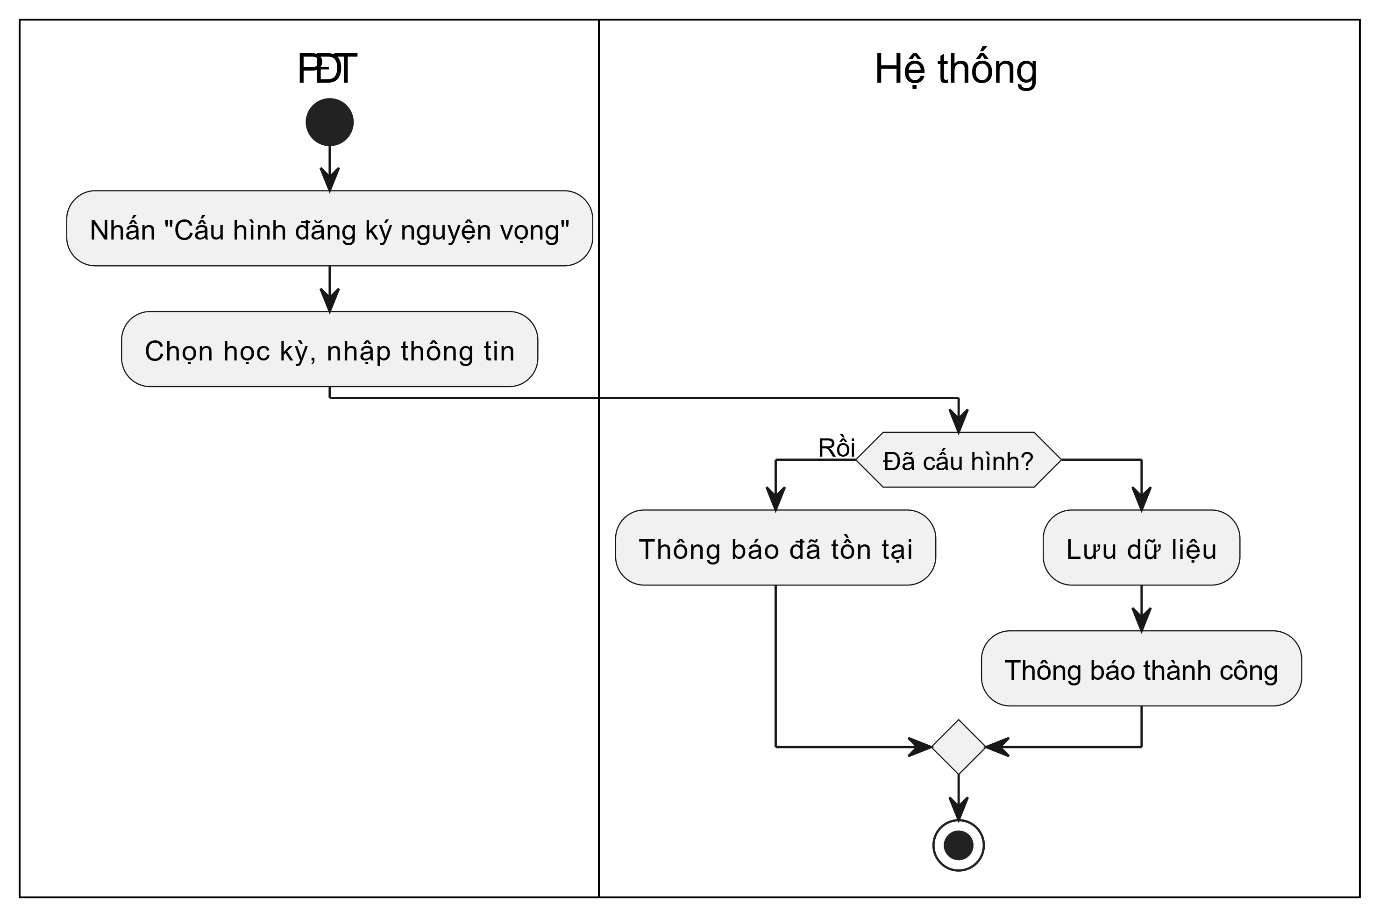 PĐT
Hệ thống
Nhấn "Cấu hình đăng ký nguyện vọng"
Chọn học kỳ, nhập thông tin
Rồi
Đã cấu hình?
Thông báo đã tồn tại
Lưu dữ liệu
Thông báo thành công